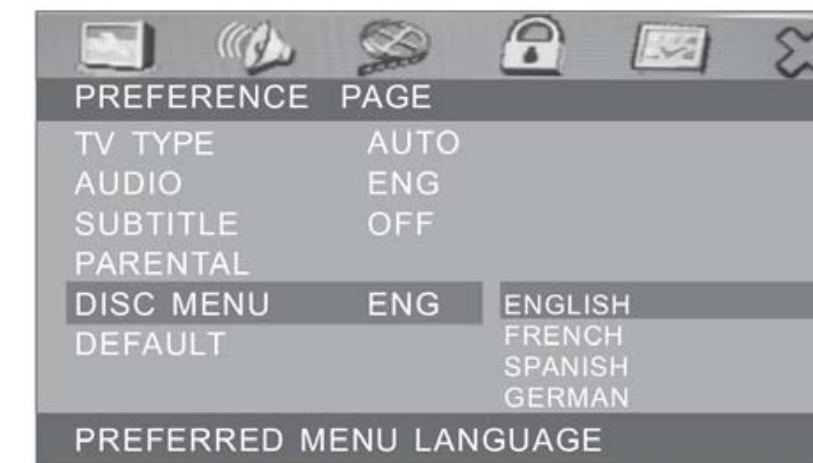 PREFERENCE PAGE
TV TYPE AUTO
AUDIO ENG
SUBTITLE OFF
PARENTAL
DISC MENU ENG ENGLISH
DEFAULT FRENCH
SPANISH
GERMAN
PREFERRED MENU LANGUAGE